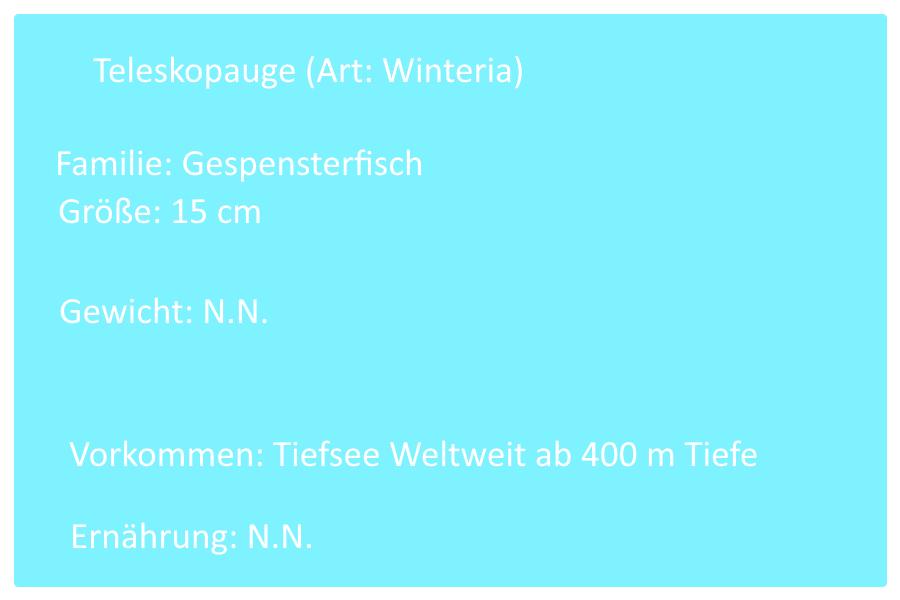 Teleskopauge (Art: Winteria)
Familie: Gespensterfisch
Größe: 15 cm
Gewicht: N.N.
Vorkommen: Tiefsee Weltweit ab 400 m Tiefe
Ernährung: N.N.